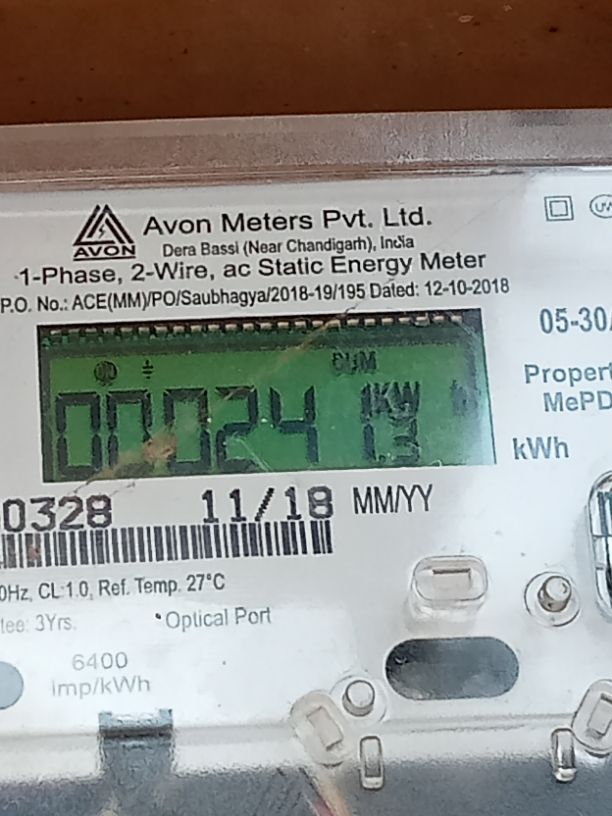 AVON
Avon Meters Pvt. Ltd.
Dera Bassi (Near Chandigarh), India
1-Phase, 2-Wire, ac Static Energy Meter
P.O. No.: ACE(MM)/PO/Saubhagya/2018-19/195 Dated: 12-10-2018
05-30
Propert
MePD
CUM
00024
KW h
1.3
kWh
0328 11/18 MM/YY
0Hz, CL 1.0, Ref. Temp. 27°C
tee: 3Yrs. Optical Port
6400
imp/kWh